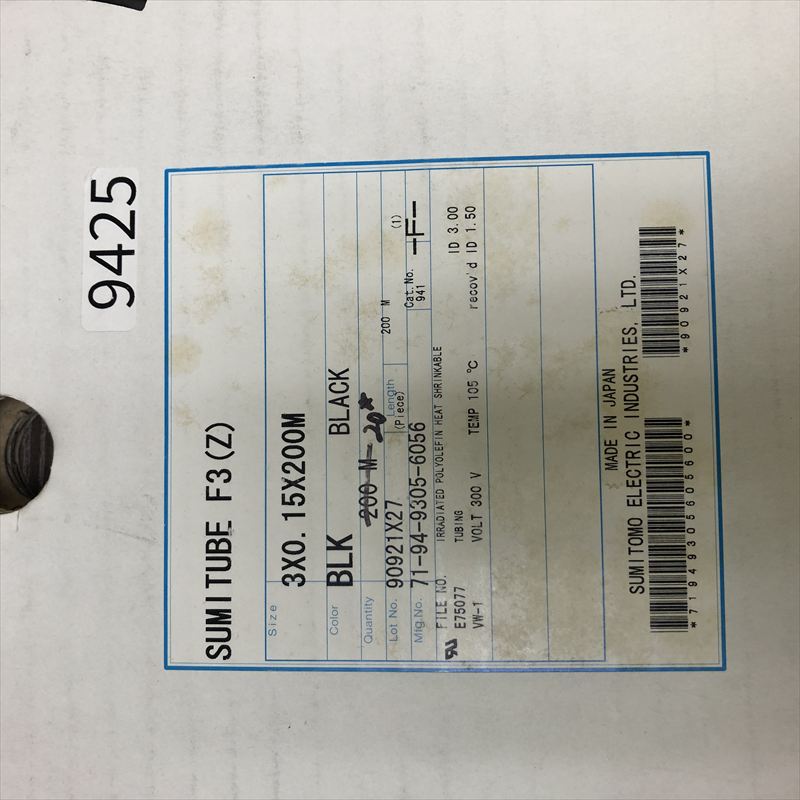 9425
SUMITUBE F3(Z)
Size 3X0.15X200M
Color BLK BLACK
Quantity 200 M 20
Length (Piece) 200 M (1)
Lot No. 90921X27
Mfg.No. 71-94-9305-6056 Cat.No. 941 -F-
FILE NO. IRRADIATED POLYOLEFIN HEAT SHRINKABLE
E75077 TUBING ID 3.00
VW-1 VOLT 300 V TEMP 105 ℃ recov'd ID 1.50
MADE IN JAPAN
SUMITOMO ELECTRIC INDUSTRIES, LTD.
*71949305605600* *90921X27*